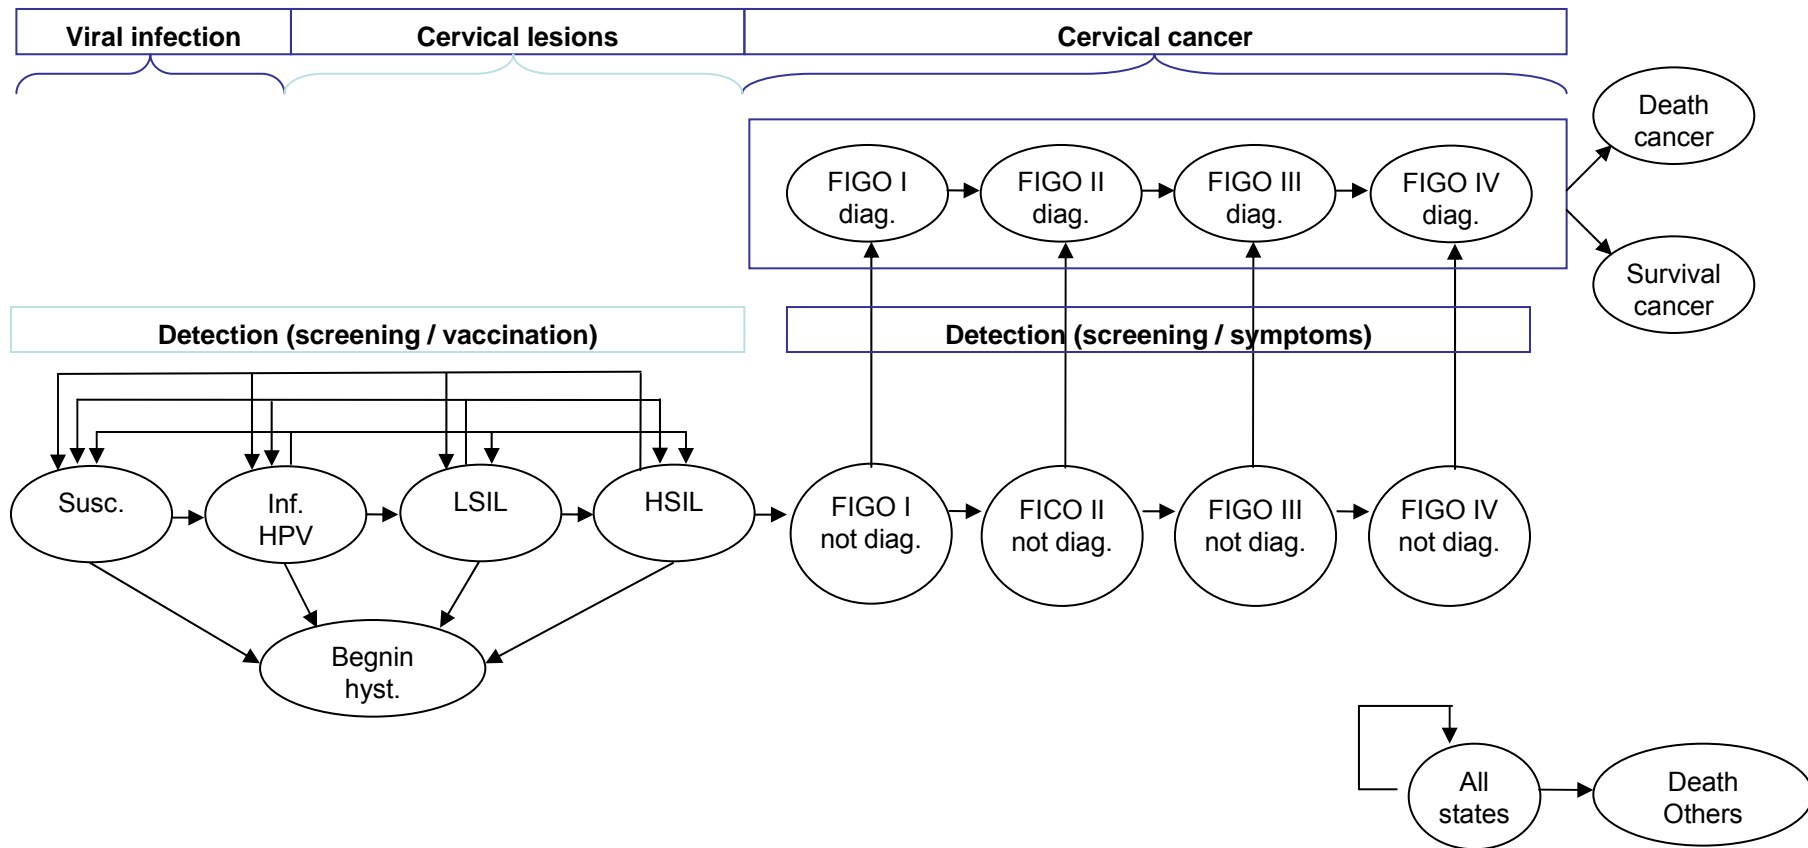 Viral infection
Cervical lesions
Cervical cancer
Death
cancer
FIGO I
diag.
FIGO II
diag.
FIGO III
diag.
FIGO IV
diag.
Survival
cancer
Detection (screening / vaccination)
Detection (screening / symptoms)
Susc.
Inf.
HPV
LSIL
HSIL
FIGO I
not diag.
FICO II
not diag.
FIGO III
not diag.
FIGO IV
not diag.
Begnin
hyst.
All
states
Death
Others